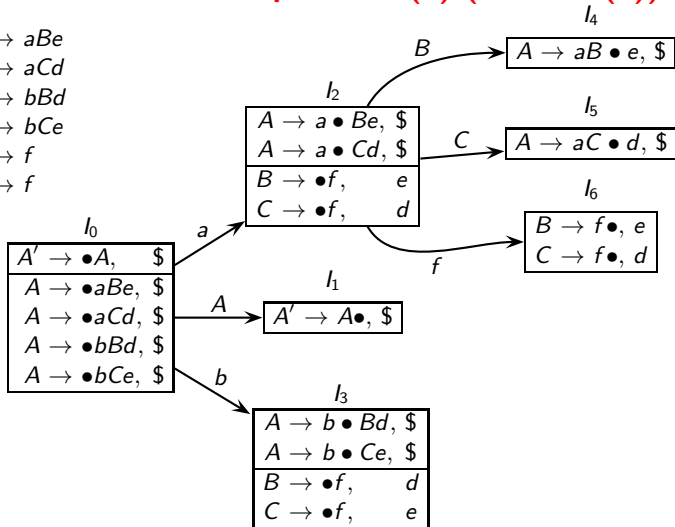 I4
→ aBe
B
A → aB • e, $
→ aCd
→ bBd
I2
→ bCe
A → a • Be, $
I5
→ f
A → a • Cd, $
C
A → aC • d, $
→ f
B → •f, e
I6
C → •f, d
I0
a
B → f•, e
A′ → •A, $
f
C → f•, d
A → •aBe, $
I1
A → •aCd, $
A
A′ → A•, $
A → •bBd, $
A → •bCe, $
b
I3
A → b • Bd, $
A → b • Ce, $
B → •f, d
C → •f, e